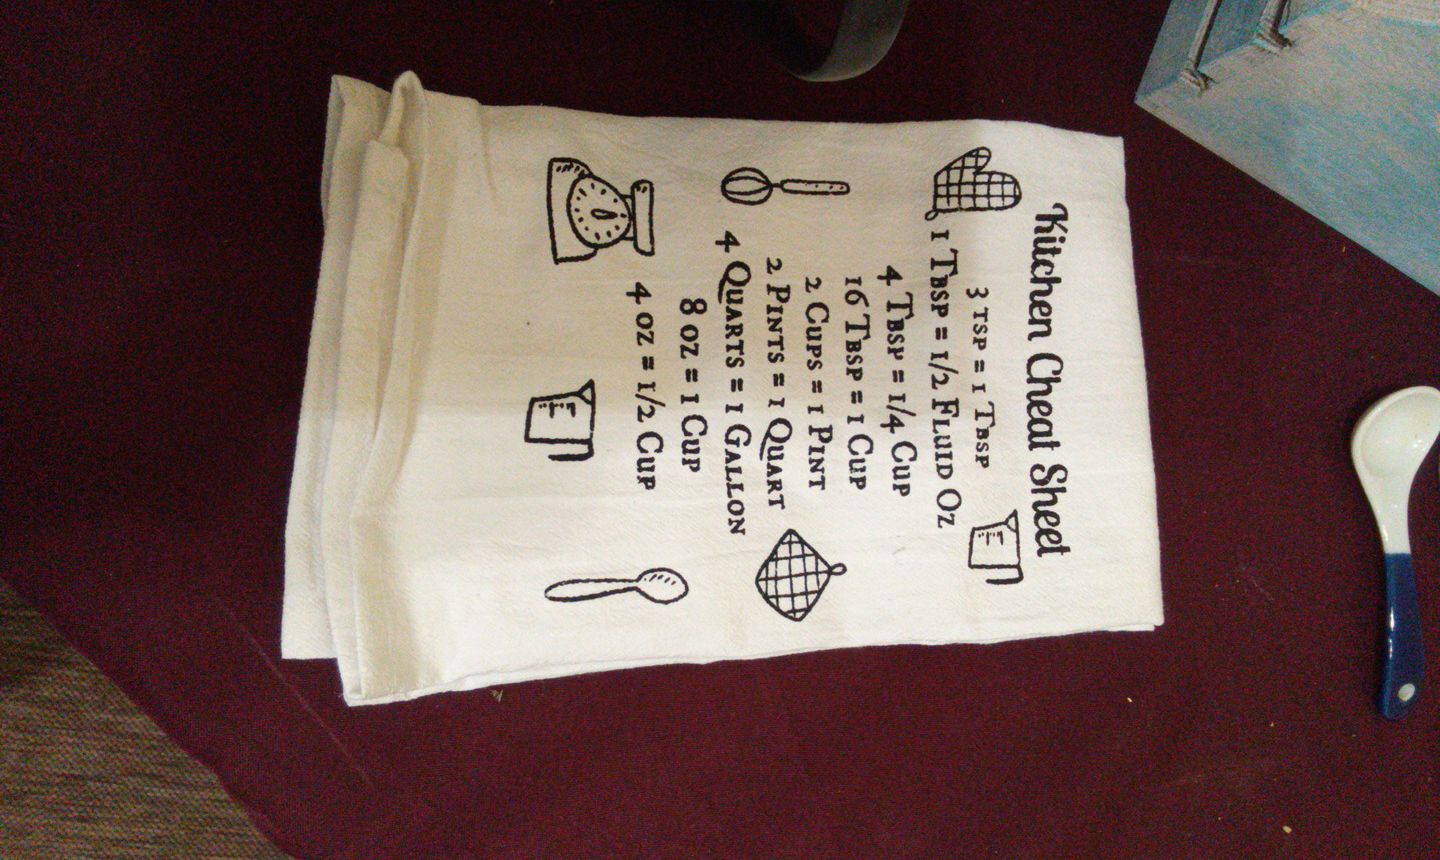 Kitchen Cheat Sheet
3 tsp = 1 Tbsp
1 Tbsp = 1/2 Fluid Oz
4 Tbsp = 1/4 Cup
16 Tbsp = 1 Cup
2 Cups = 1 Pint
2 Pints = 1 Quart
4 Quarts = 1 Gallon
8 oz = 1 Cup
4 oz = 1/2 Cup